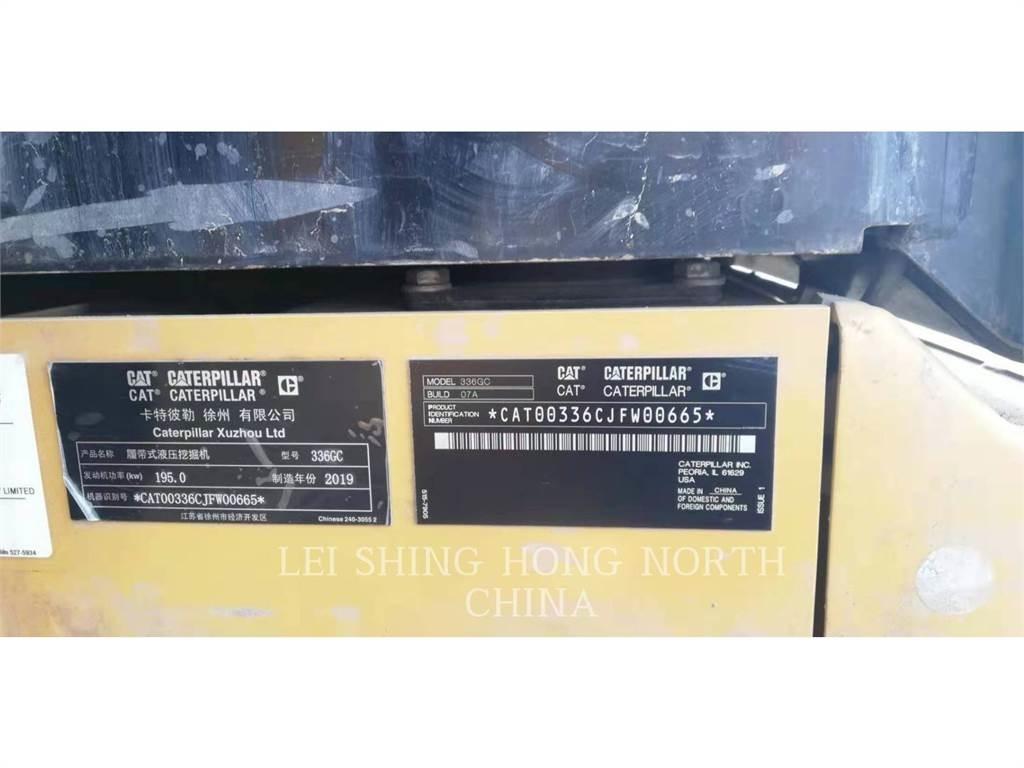 CAT® CATERPILLAR®
CAT® CATERPILLAR®
卡特彼勒 徐州 有限公司
Caterpillar Xuzhou Ltd
产品名称 履带式液压挖掘机 型号 336GC
发动机功率(kw) 195.0 制造年份 2019
机器识别号 *CAT00336CJFW00665*
江苏省徐州市经济开发区 Chinese 240-3055 2
MODEL 336GC
BUILD 07A
CAT® CATERPILLAR®
CAT® CATERPILLAR®
PRODUCT IDENTIFICATION NUMBER *CAT00336CJFW00665*
CATERPILLAR INC.
PEORIA, IL 61629
USA
MADE IN CHINA
OF DOMESTIC AND
FOREIGN COMPONENTS
515-7905
ISSUE 1
LIMITED
527-5934
LEI SHING HONG NORTH
CHINA